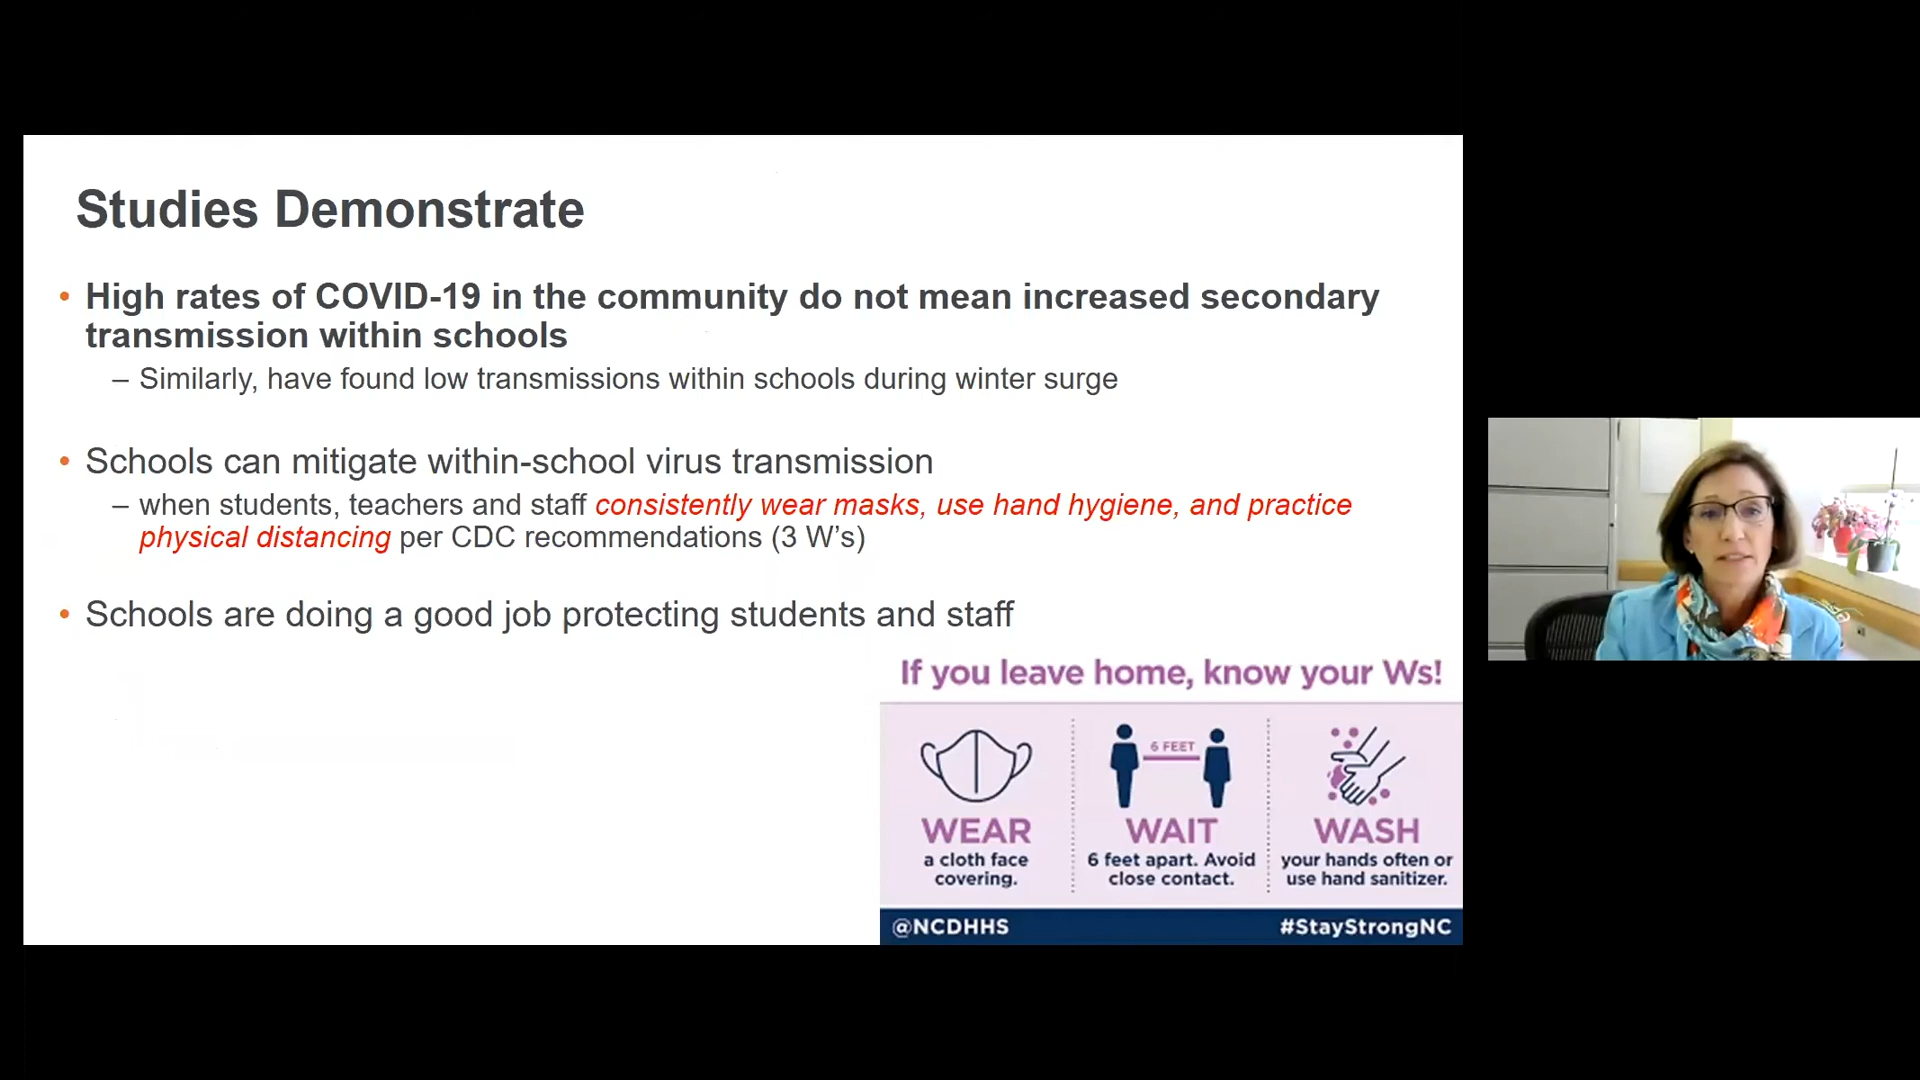 Studies Demonstrate
• High rates of COVID-19 in the community do not mean increased secondary
transmission within schools
– Similarly, have found low transmissions within schools during winter surge
• Schools can mitigate within-school virus transmission
– when students, teachers and staff consistently wear masks, use hand hygiene, and practice
physical distancing per CDC recommendations (3 W’s)
• Schools are doing a good job protecting students and staff
If you leave home, know your Ws!
6 FEET
WEAR
a cloth face
covering.
WAIT
6 feet apart. Avoid
close contact.
WASH
your hands often or
use hand sanitizer.
@NCDHHS
#StayStrongNC